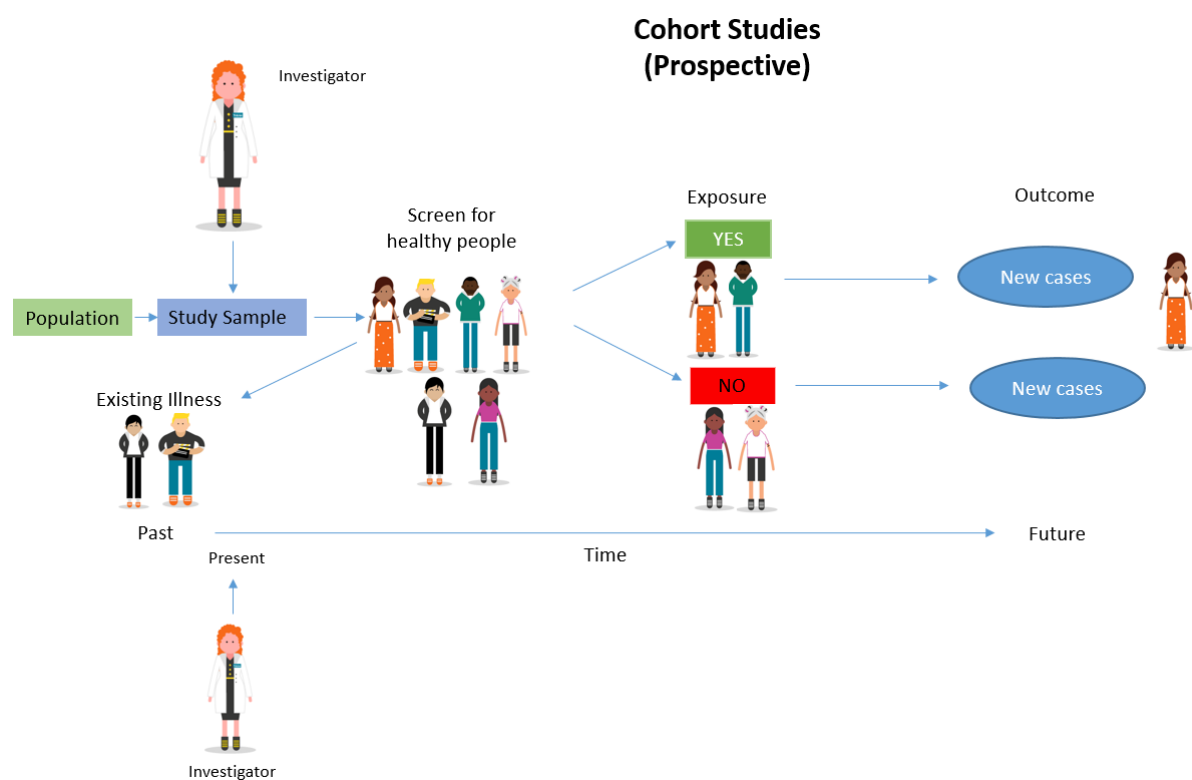 Cohort Studies
(Prospective)
Investigator
Screen for
healthy people
Exposure
Outcome
YES
New cases
Population
Study Sample
NO
New cases
Existing Illness
Past
Future
Present
Time
Investigator